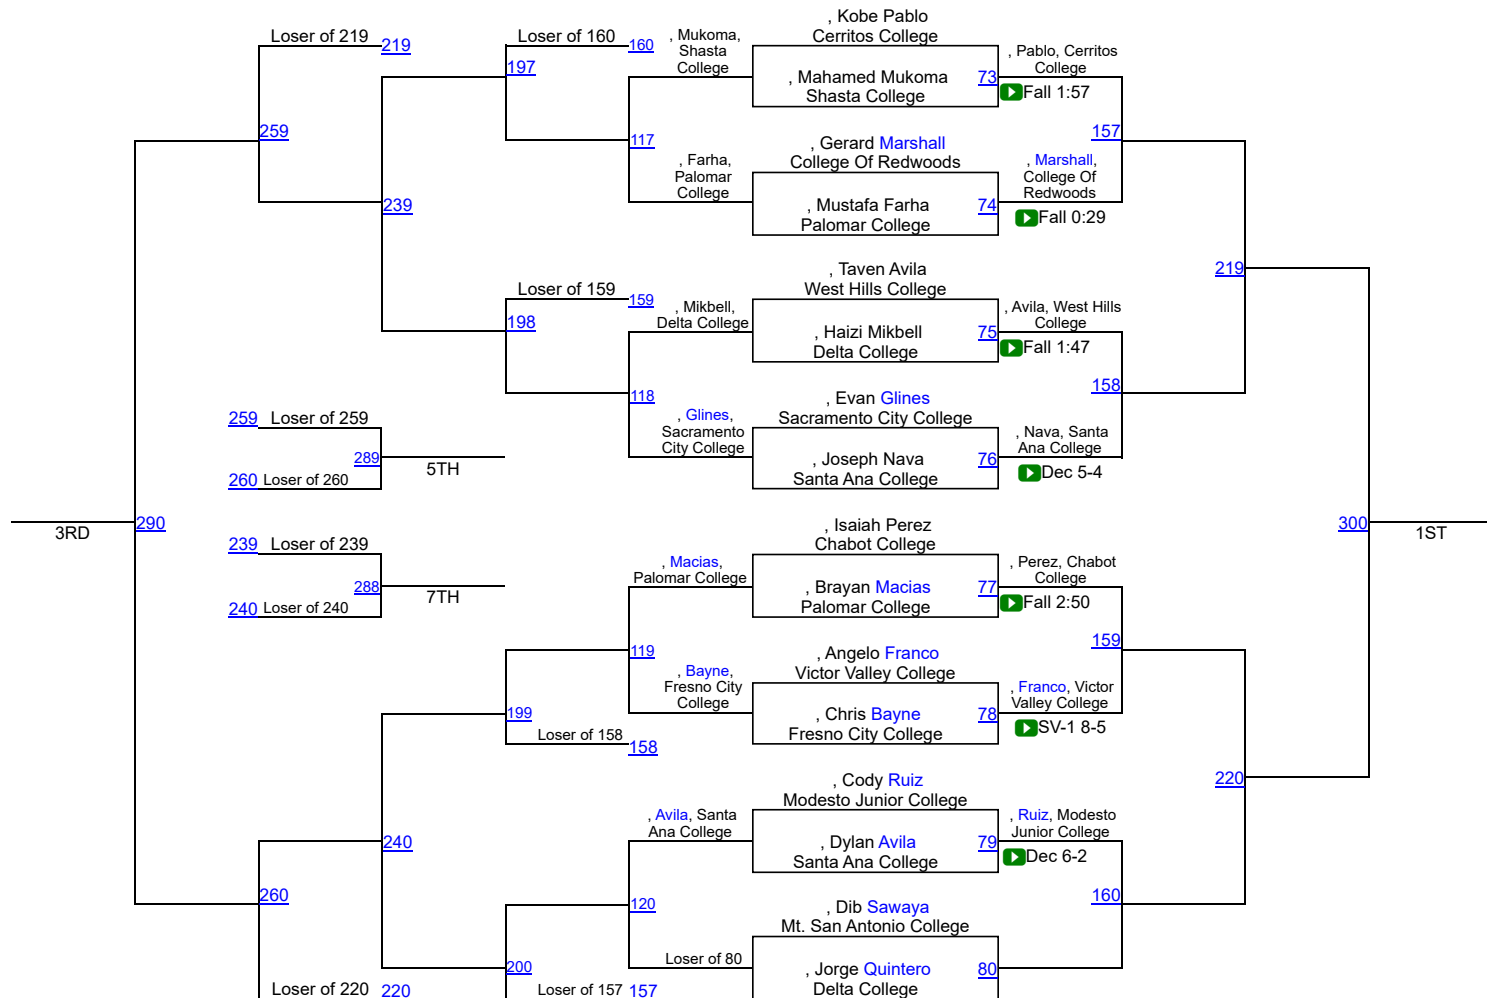 , Kobe Pablo
Cerritos College
Loser of 219
219
Loser of 160
160
, Mukoma,
Shasta
College
, Pablo, Cerritos
College
197
, Mahamed Mukoma
Shasta College
73
Fall 1:57
259
117
157
, Gerard Marshall
College Of Redwoods
, Farha,
Palomar
College
, Marshall,
College Of
Redwoods
239
, Mustafa Farha
Palomar College
74
Fall 0:29
, Taven Avila
West Hills College
219
Loser of 159
159
, Mikbell,
Delta College
, Avila, West Hills
College
198
, Haizi Mikbell
Delta College
75
Fall 1:47
118
158
, Evan Glines
Sacramento City College
259
Loser of 259
, Glines,
Sacramento
City College
, Nava, Santa
Ana College
289
5TH
, Joseph Nava
Santa Ana College
76
Dec 5-4
260
Loser of 260
290
3RD
300
1ST
, Isaiah Perez
Chabot College
239
Loser of 239
, Macias,
Palomar College
, Perez, Chabot
College
288
7TH
, Brayan Macias
Palomar College
77
Fall 2:50
240
Loser of 240
119
159
, Angelo Franco
Victor Valley College
, Bayne,
Fresno City
College
, Franco, Victor
Valley College
199
, Chris Bayne
Fresno City College
78
SV-1 8-5
Loser of 158
158
220
, Cody Ruiz
Modesto Junior College
, Avila, Santa
Ana College
, Ruiz, Modesto
Junior College
240
, Dylan Avila
Santa Ana College
79
Dec 6-2
260
120
160
, Dib Sawaya
Mt. San Antonio College
Loser of 80
200
, Jorge Quintero
Delta College
80
Loser of 220
220
Loser of 157
157